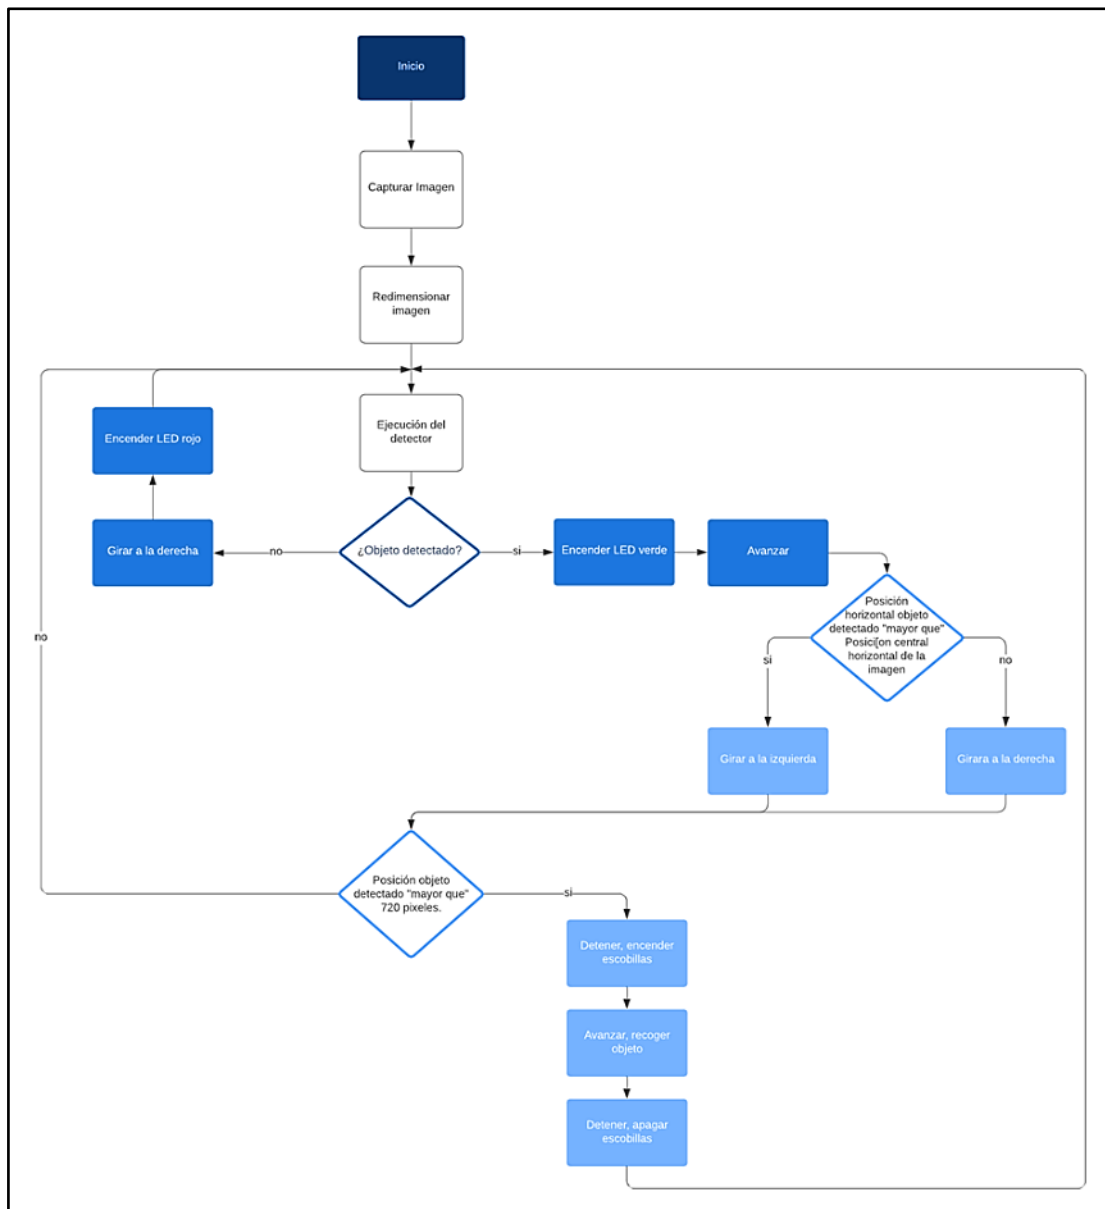 Inicio
Capturar Imagen
Redimensionar
imagen
Ejecución del
detector
Encender LED rojo
Girar a la derecha
no
¿Objeto detectado?
si
Encender LED verde
Avanzar
Posición
horizontal objeto
detectado "mayor que"
Posici[on central
horizontal de la
imagen
no
si
no
Girar a la izquierda
Girara a la derecha
Posición objeto
detectado "mayor que"
720 pixeles.
si
Detener, encender
escobillas
Avanzar, recoger
objeto
Detener, apagar
escobillas